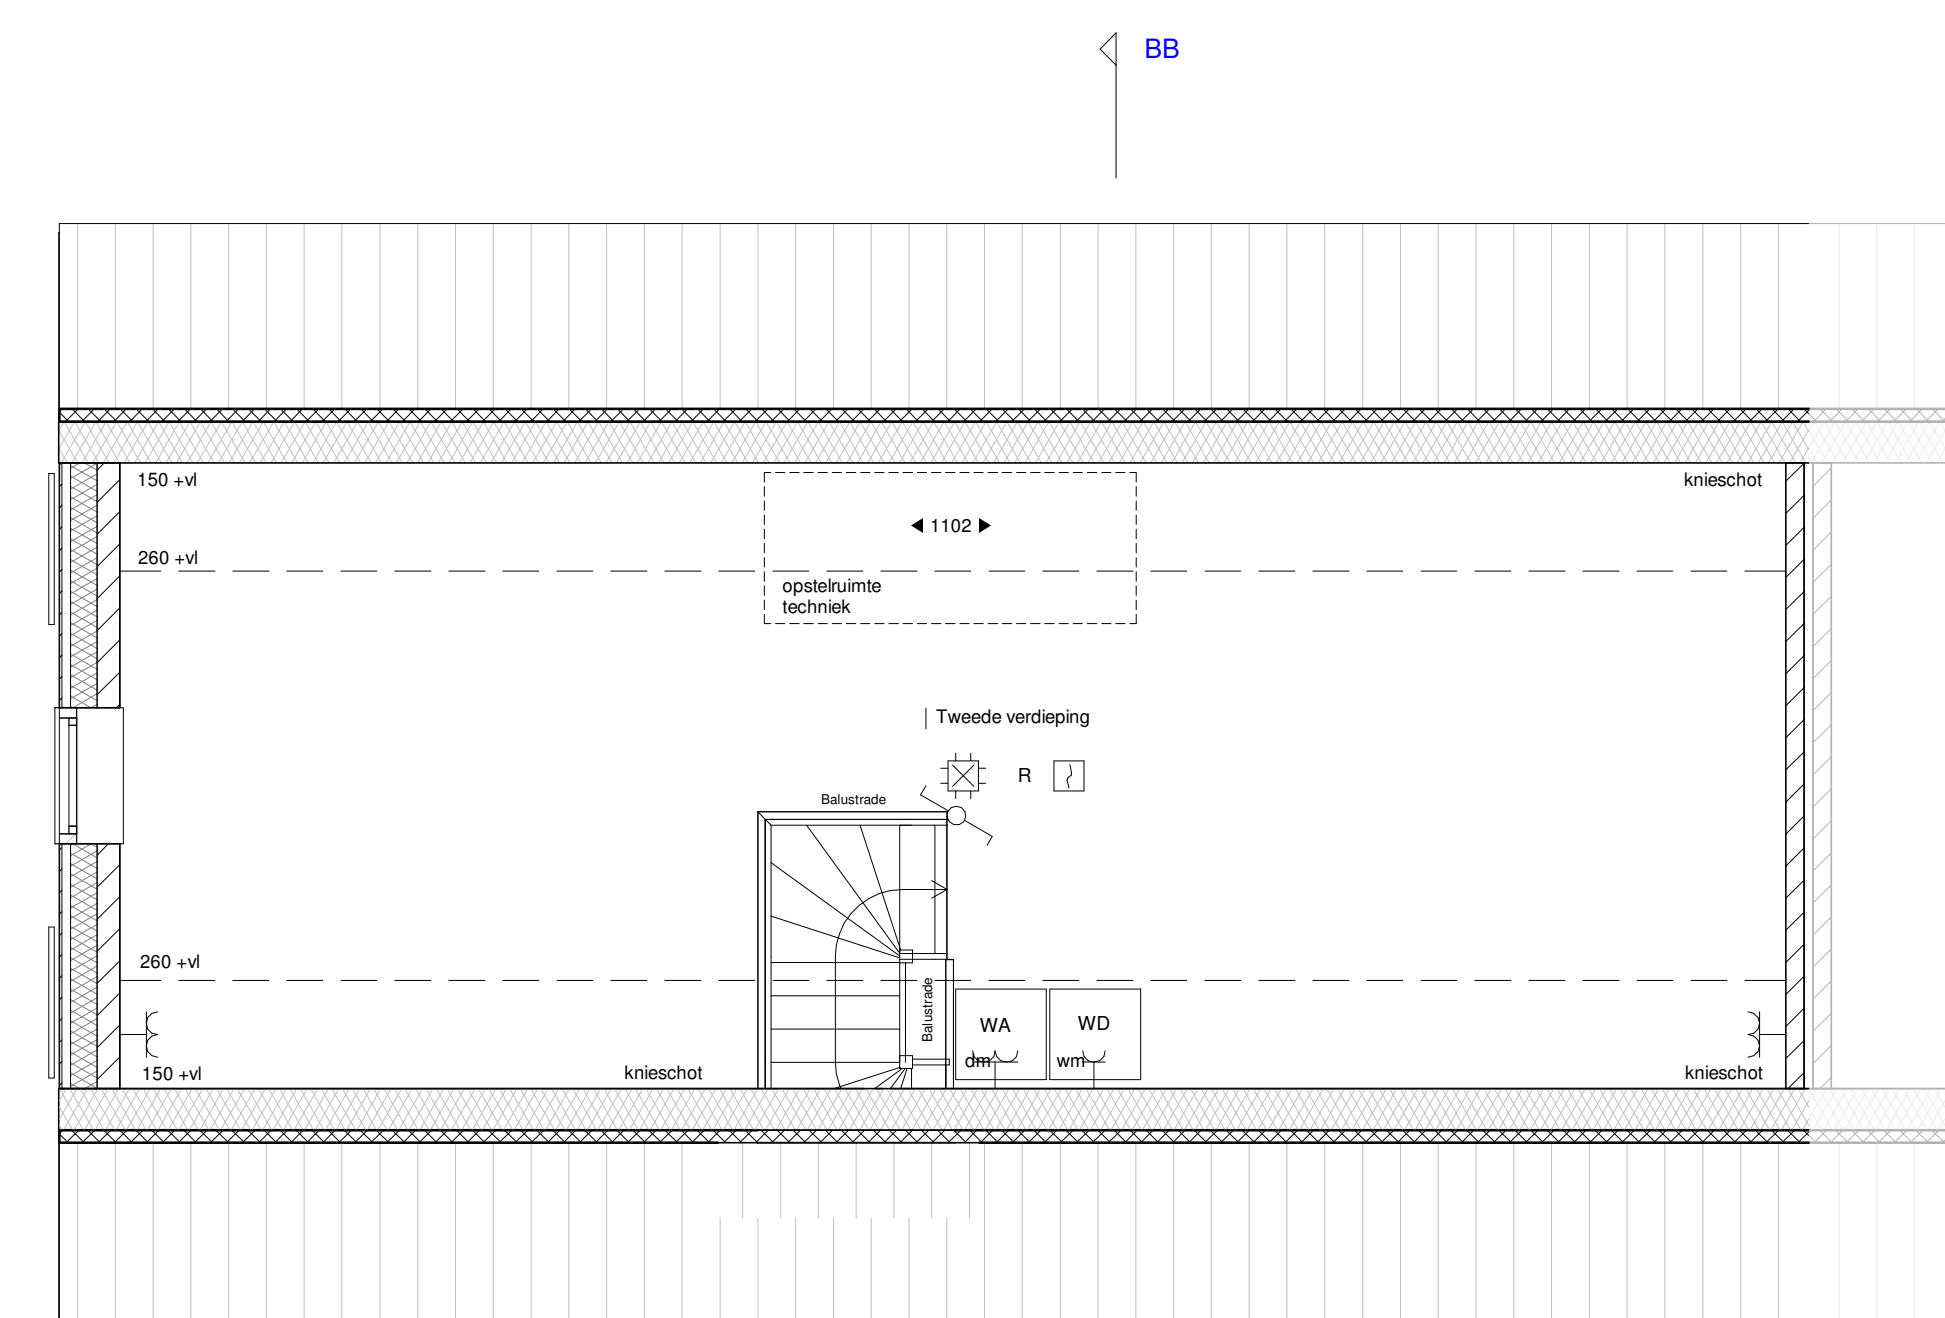 BB
150 +vl
knieschot
1102
260 +vl
opstelruimte
techniek
Tweede verdieping
R
Balustrade
260 +vl
Balustrade
WA
WD
dm
wm
150 +vl
knieschot
knieschot